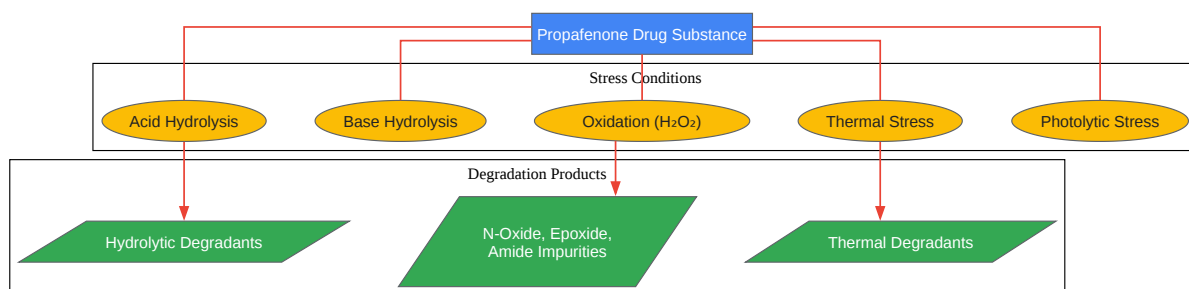 Propafenone Drug Substance
Stress Conditions
Acid Hydrolysis
Base Hydrolysis
Oxidation (H₂O₂)
Thermal Stress
Photolytic Stress
Degradation Products
Hydrolytic Degradants
N-Oxide, Epoxide,
Amide Impurities
Thermal Degradants